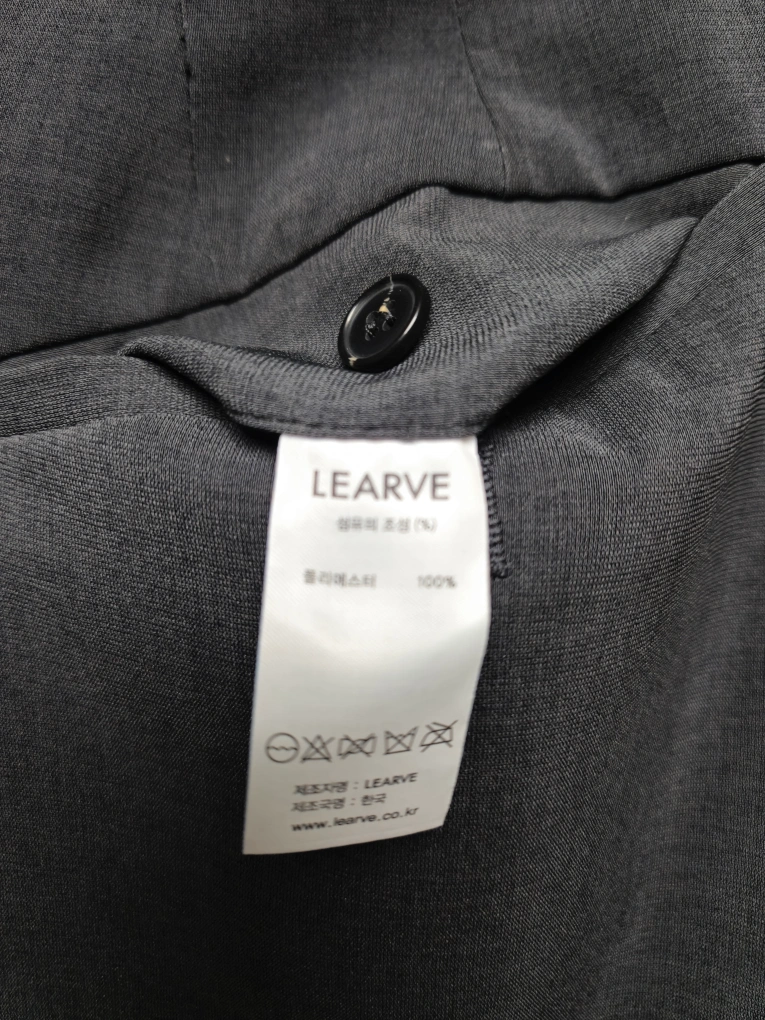 LEARVE
섬유의 조성 (%)
폴리에스터 100%
제조자명 : LEARVE
제조국명 : 한국
www.learve.co.kr